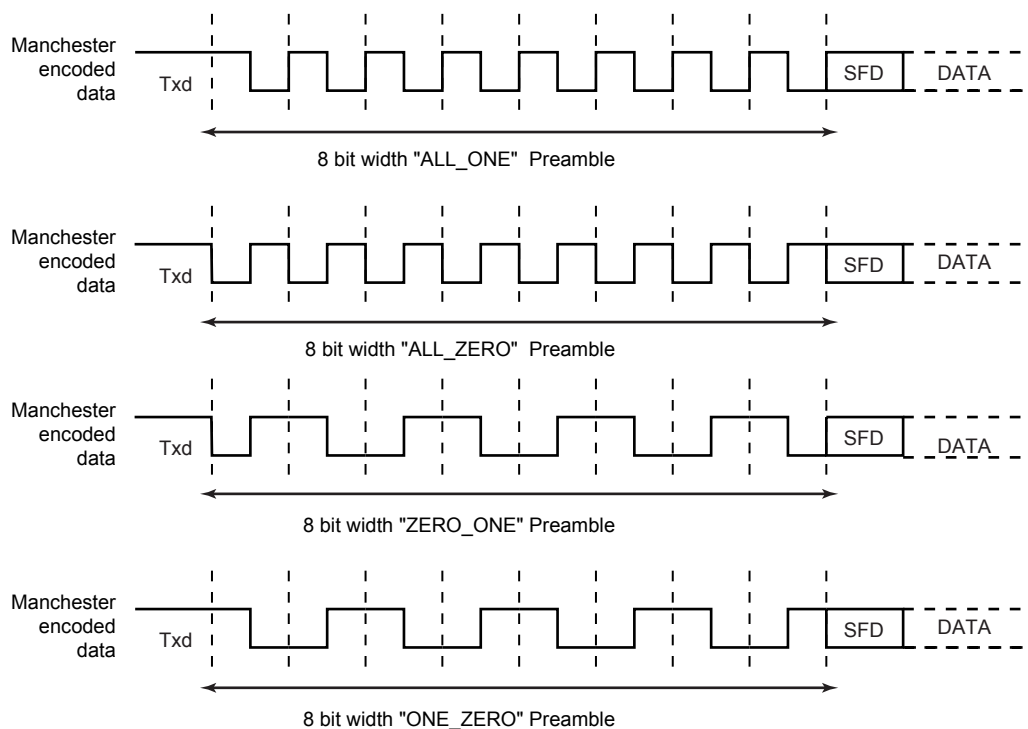 Manchester
encoded
data
Txd
SFD
DATA
8 bit width "ALL_ONE" Preamble
Manchester
encoded
data
Txd
SFD
DATA
8 bit width "ALL_ZERO" Preamble
Manchester
encoded
data
Txd
SFD
DATA
8 bit width "ZERO_ONE" Preamble
Manchester
encoded
data
Txd
SFD
DATA
8 bit width "ONE_ZERO" Preamble